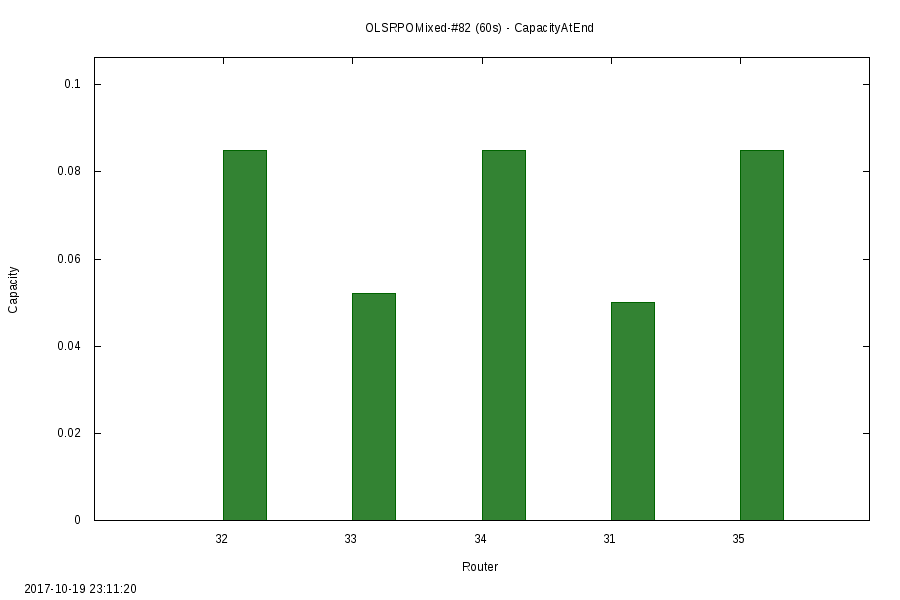 OLSRPOMixed-#82 (60s) - CapacityAtEnd
0.1
0.08
0.06
0.04
0.02
0
Capacity
32 33 34 31 35
Router
2017-10-19 23:11:20